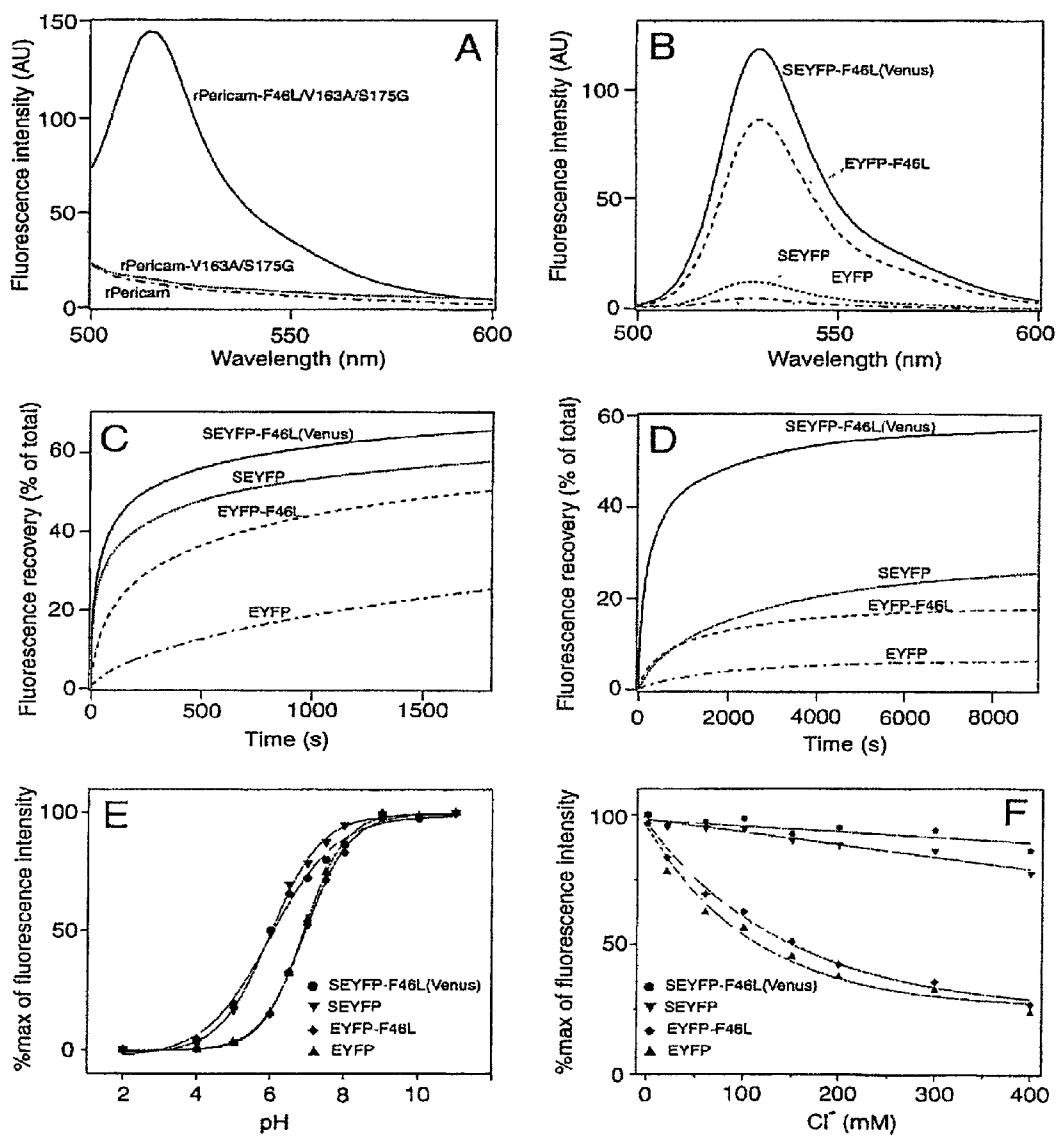 A
Fluorescence intensity (AU)
150
100
50
0
rPericam-F46L/V163A/S175G
rPericam-V163A/S175G
rPericam
500
550
600
Wavelength (nm)
B
Fluorescence intensity (AU)
100
50
0
SEYFP-F46L(Venus)
EYFP-F46L
SEYFP
EYFP
500
550
600
Wavelength (nm)
C
Fluorescence recovery (% of total)
60
40
20
0
SEYFP-F46L(Venus)
SEYFP
EYFP-F46L
EYFP
0
500
1000
1500
Time (s)
D
Fluorescence recovery (% of total)
60
40
20
0
SEYFP-F46L(Venus)
SEYFP
EYFP-F46L
EYFP
0
2000
4000
6000
8000
Time (s)
E
%max of fluorescence intensity
100
50
0
SEYFP-F46L(Venus)
SEYFP
EYFP-F46L
EYFP
2
4
6
8
10
pH
F
%max of fluorescence intensity
100
50
0
SEYFP-F46L(Venus)
SEYFP
EYFP-F46L
EYFP
0
100
200
300
400
Cl⁻ (mM)